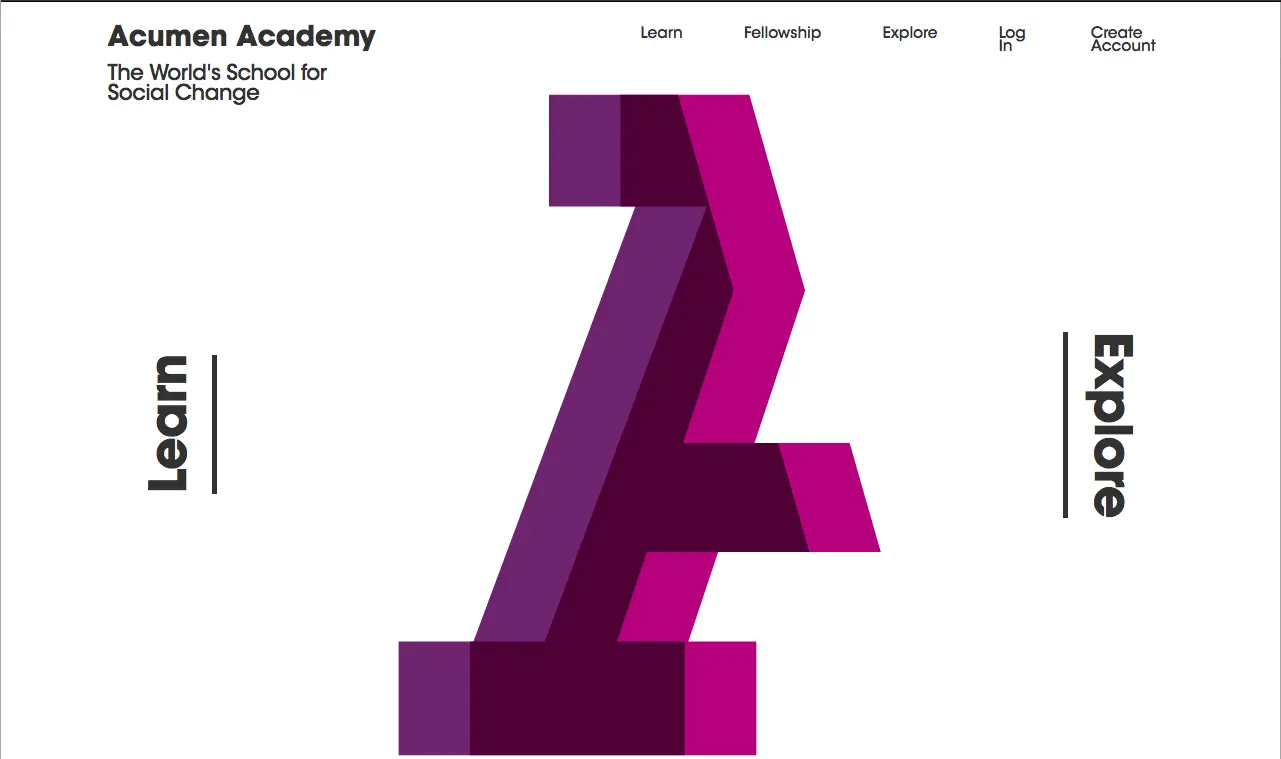 Acumen Academy
The World's School for
Social Change
Learn
Fellowship
Explore
Log
In
Create
Account
Learn
Explore